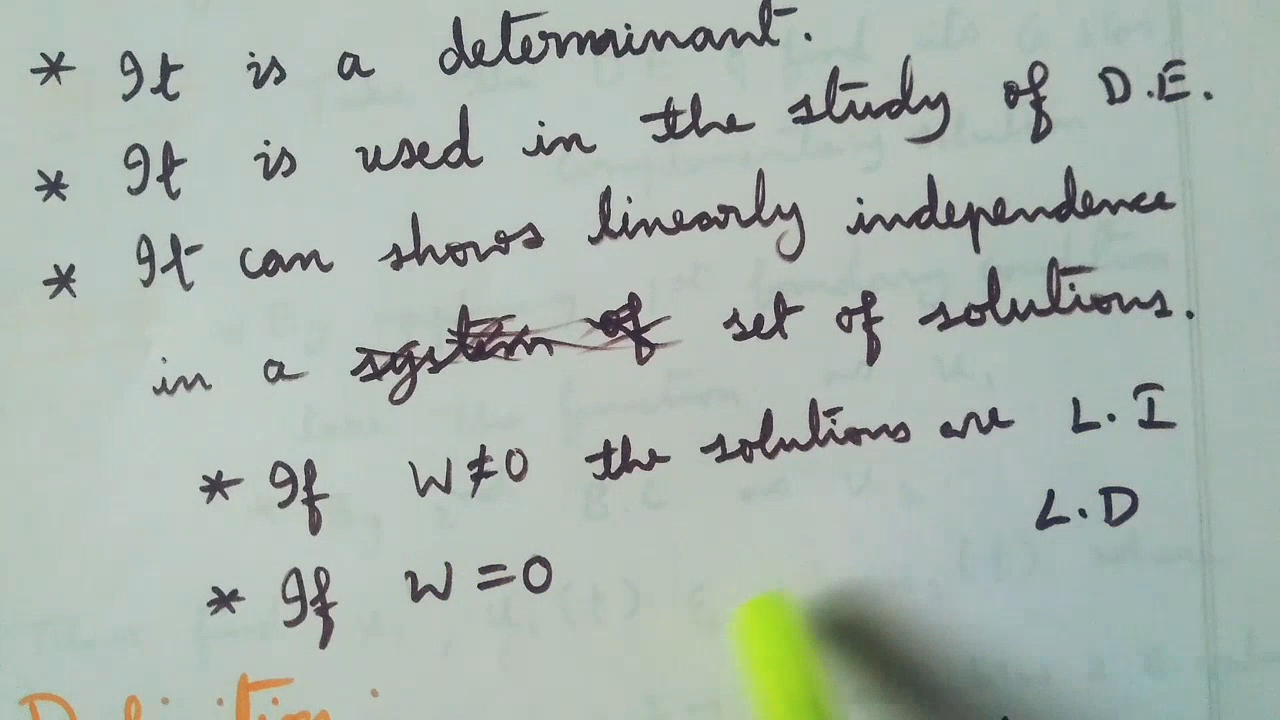 * It is a determinant.
* It is used in the study of D.E.
* It can shows linearly independence
in a system of set of solutions.
* If W≠0 the solutions are L.I
L.D
* If W=0
Definition: